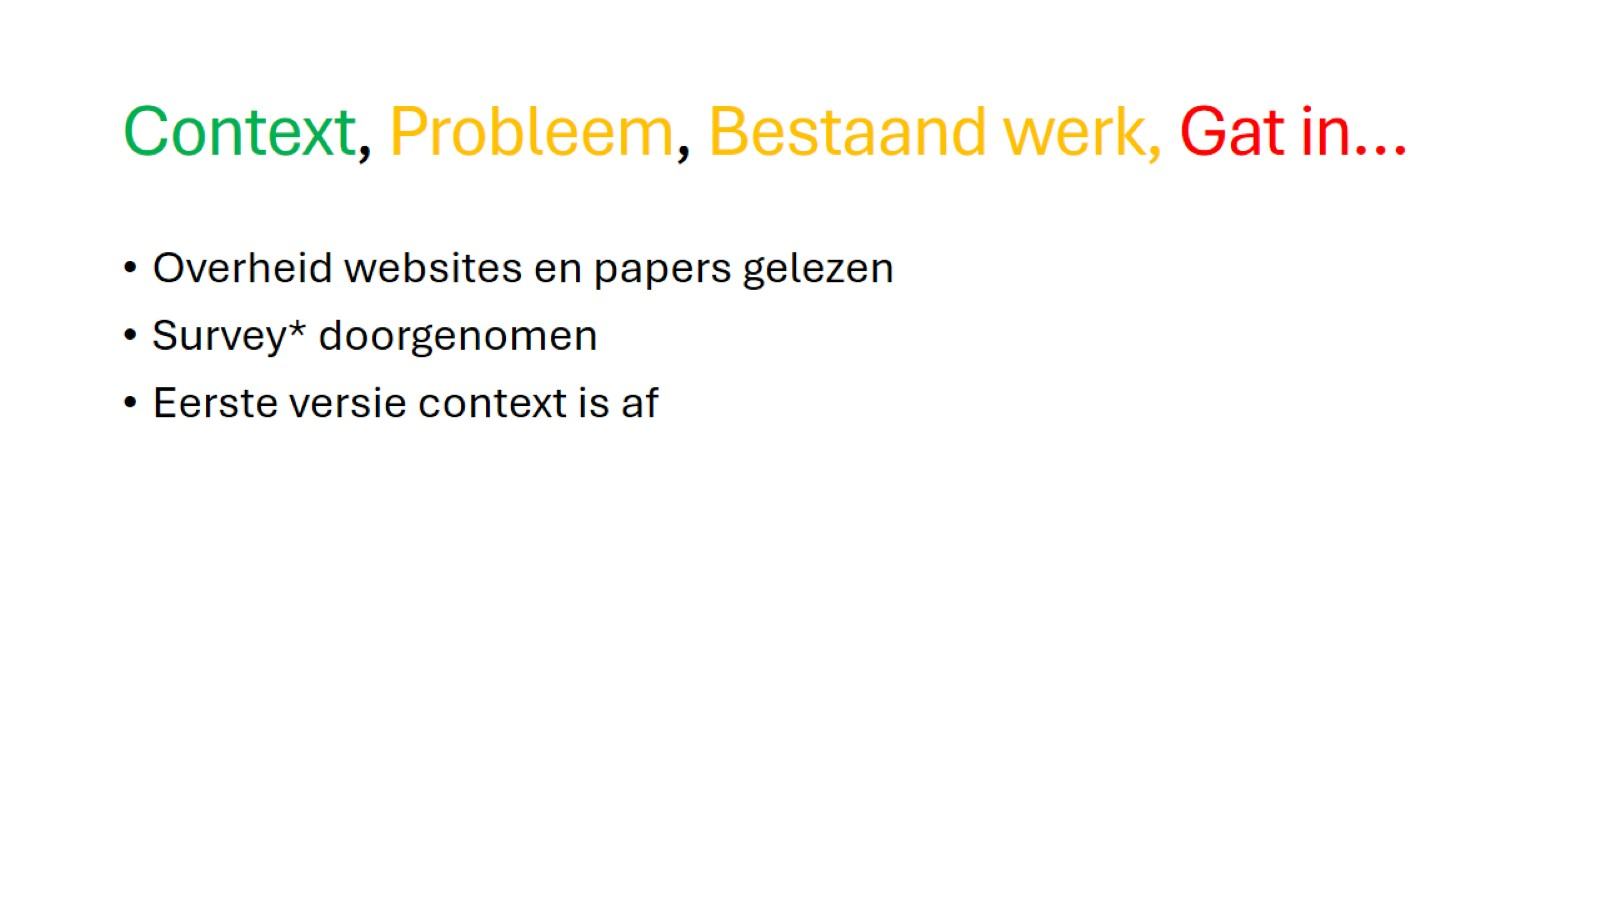 Context, Probleem, Bestaand werk, Gat in...
• Overheid websites en papers gelezen
• Survey* doorgenomen
• Eerste versie context is af